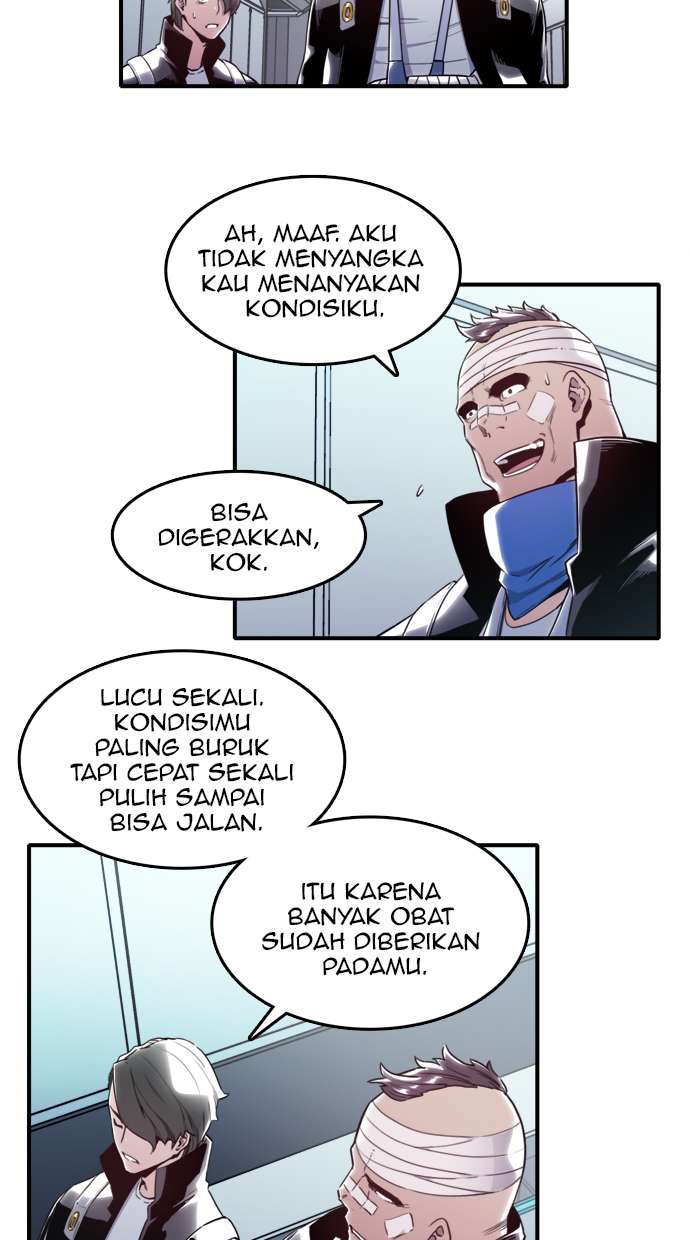 AH, MAAF. AKU
TIDAK MENYANGKA
KAU MENANYAKAN
KONDISIKU.
BISA
DIGERAKKAN,
KOK.
LUCU SEKALI.
KONDISIMU
PALING BURUK
TAPI CEPAT SEKALI
PULIH SAMPAI
BISA JALAN.
ITU KARENA
BANYAK OBAT
SUDAH DIBERIKAN
PADAMU.